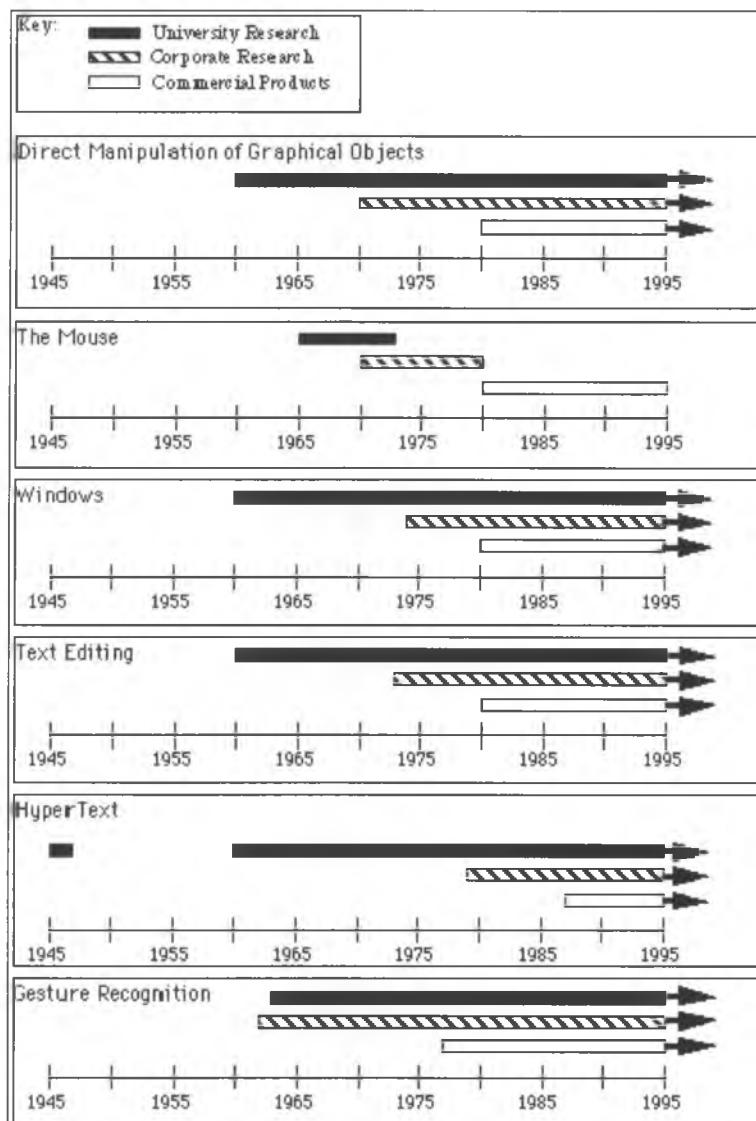 Key:
University Research
Corporate Research
Commercial Products
Direct Manipulation of Graphical Objects
1945 1955 1965 1975 1985 1995
The Mouse
1945 1955 1965 1975 1985 1995
Windows
1945 1955 1965 1975 1985 1995
Text Editing
1945 1955 1965 1975 1985 1995
HyperText
1945 1955 1965 1975 1985 1995
Gesture Recognition
1945 1955 1965 1975 1985 1995